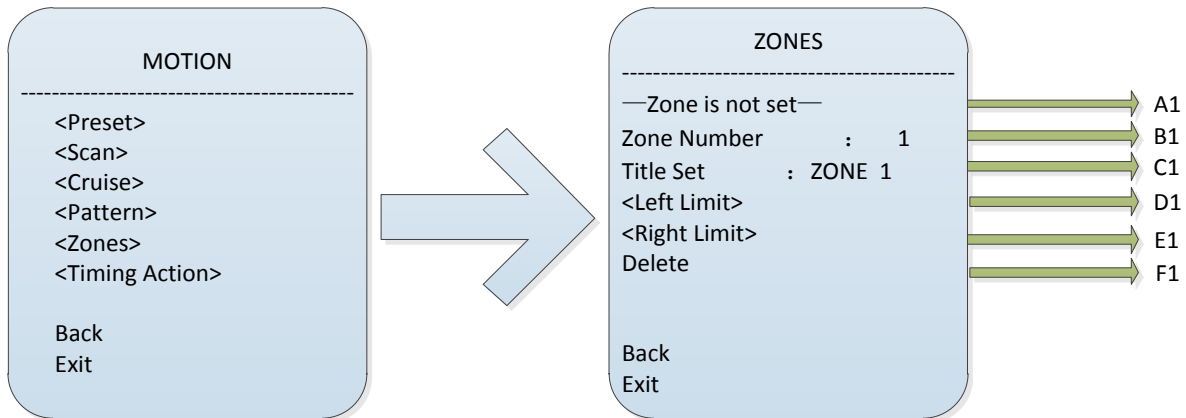 MOTION
--------------------------------------------
<Preset>
<Scan>
<Cruise>
<Pattern>
<Zones>
<Timing Action>
Back
Exit
ZONES
--------------------------------------------
—Zone is not set—
Zone Number : 1
Title Set : ZONE 1
<Left Limit>
<Right Limit>
Delete
Back
Exit
A1
B1
C1
D1
E1
F1